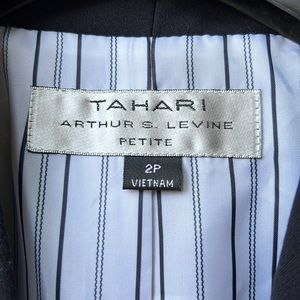 TAHARI
ARTHUR S. LEVINE
PETITE
2P
VIETNAM